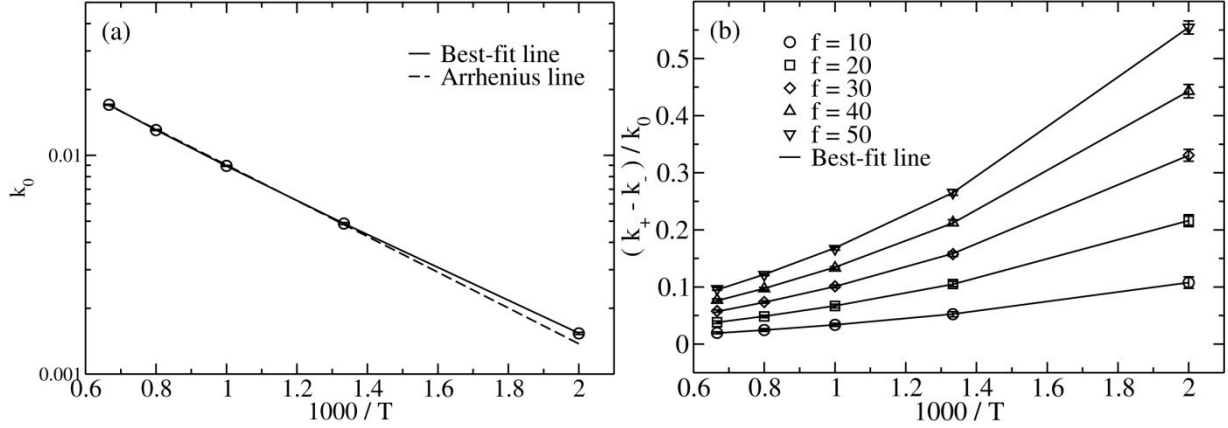 (a)
Best-fit line
Arrhenius line
0.01
0.001
k0
0.6 0.8 1 1.2 1.4 1.6 1.8 2
1000 / T
(b)
f = 10
f = 20
f = 30
f = 40
f = 50
Best-fit line
0.5
0.4
0.3
0.2
0.1
0
( k+ - k- ) / k0
0.6 0.8 1 1.2 1.4 1.6 1.8 2
1000 / T